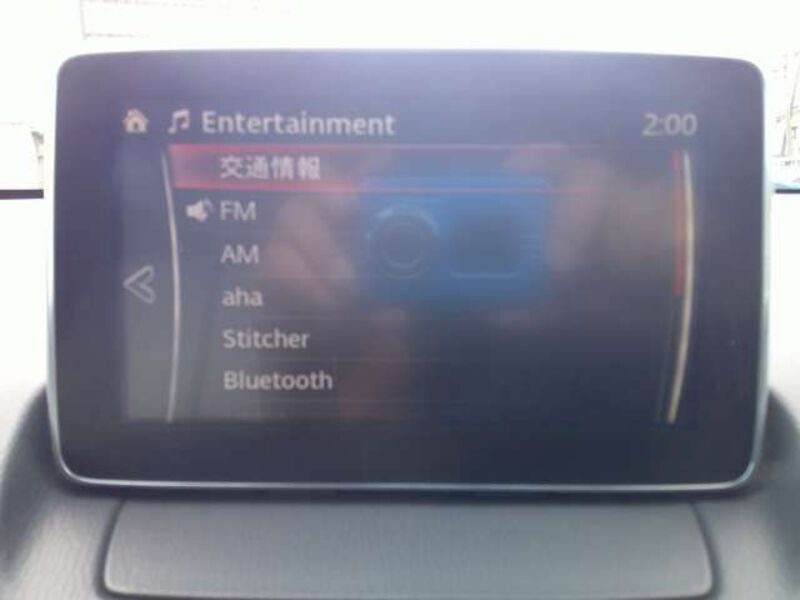 Entertainment 2:00
交通情報
FM
AM
aha
Stitcher
Bluetooth